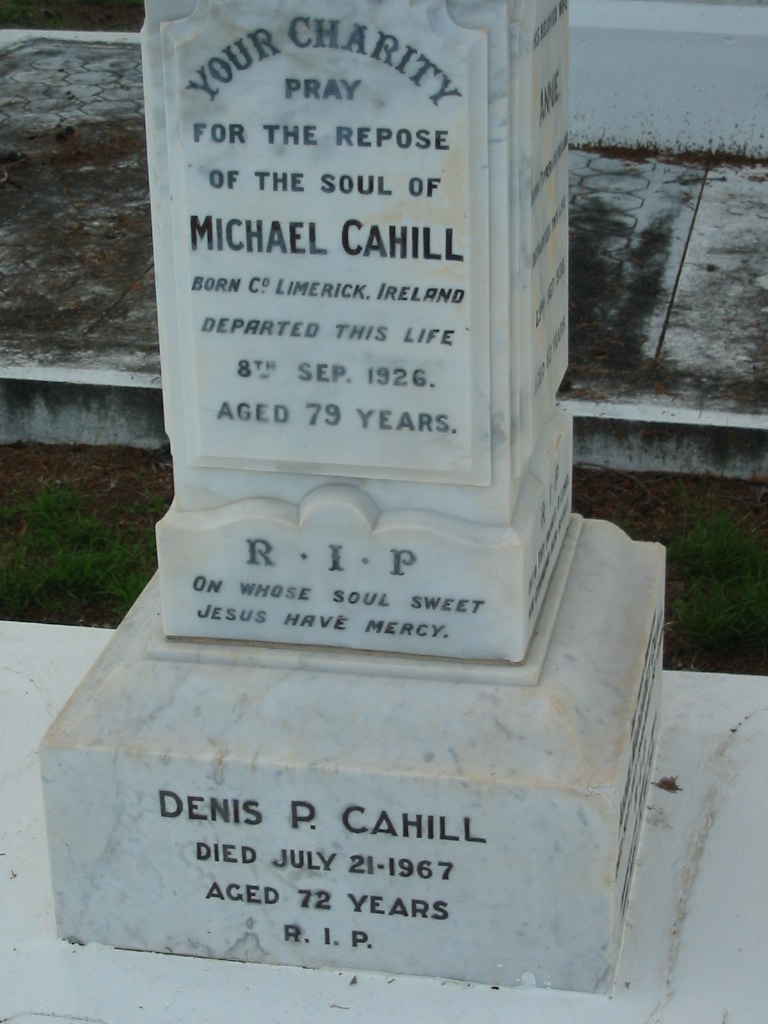 YOUR CHARITY
PRAY
FOR THE REPOSE
OF THE SOUL OF
MICHAEL CAHILL
BORN Cº LIMERICK, IRELAND
DEPARTED THIS LIFE
8TH SEP. 1926.
AGED 79 YEARS.
R · I · P
ON WHOSE SOUL SWEET
JESUS HAVE MERCY.
DENIS P. CAHILL
DIED JULY 21-1967
AGED 72 YEARS
R. I. P.
ANNIE
R. I. P